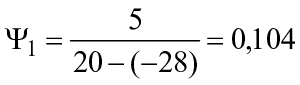 Ψ₁ = 5 / (20 − (−28)) = 0,104